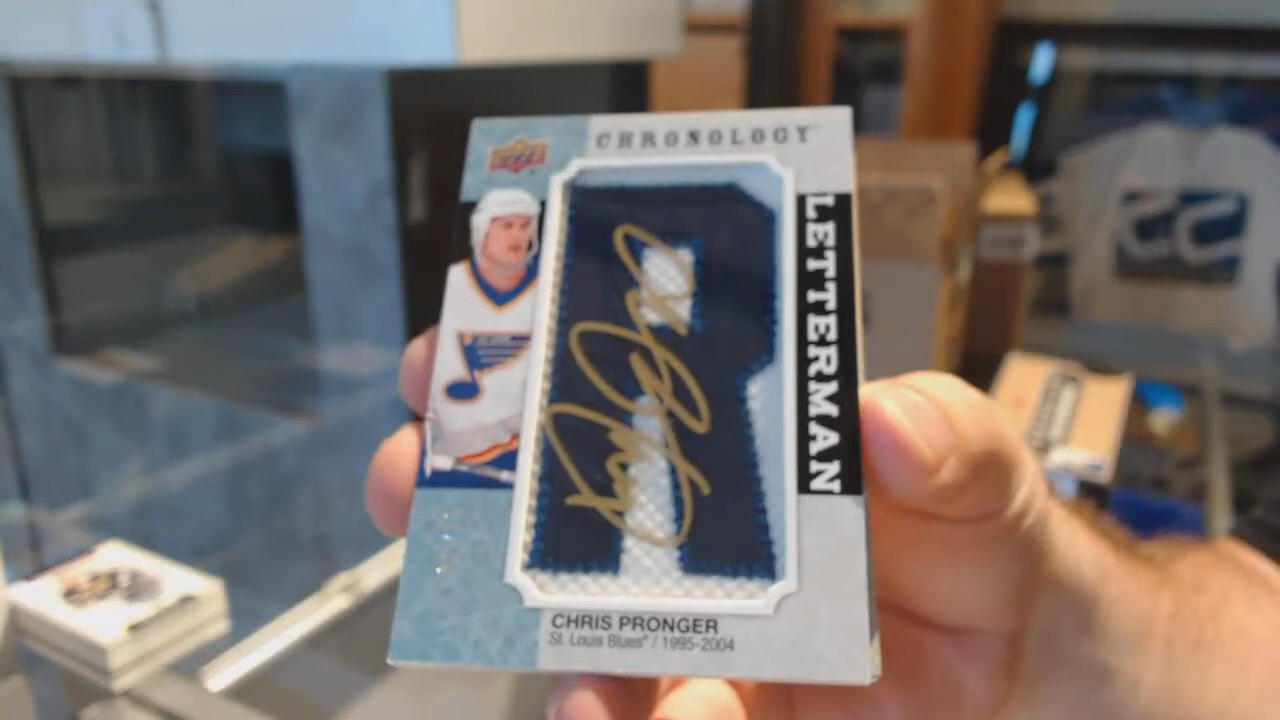 CHRONOLOGY
LETTERMAN
R
CHRIS PRONGER
St. Louis Blues / 1995-2004